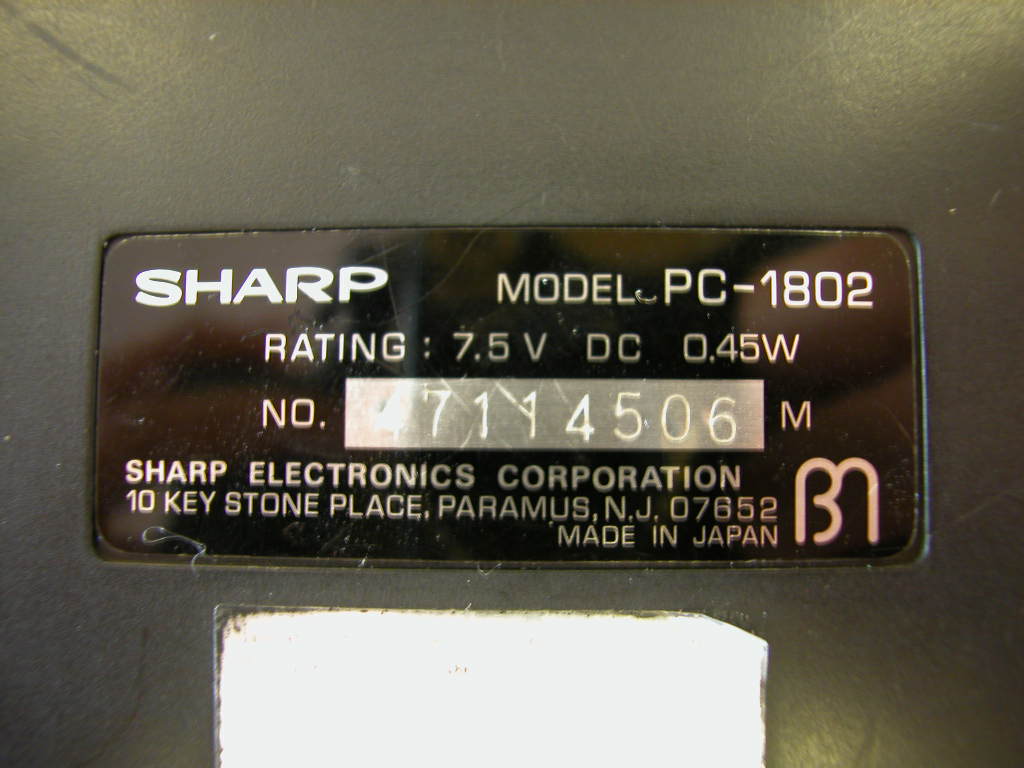 SHARP MODEL PC-1802
RATING : 7.5 V DC 0.45W
NO. 47114506 M
SHARP ELECTRONICS CORPORATION
10 KEY STONE PLACE, PARAMUS, N.J. 07652
MADE IN JAPAN